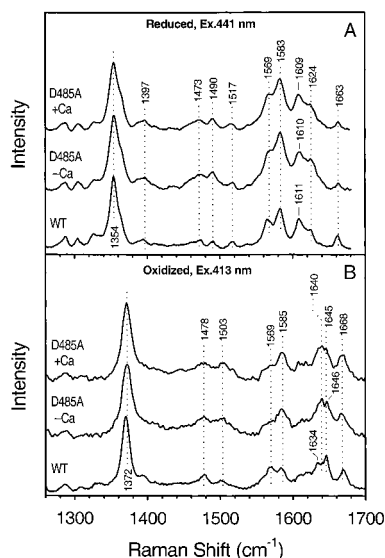 Reduced, Ex.441 nm
A
1397
1473
1490
1517
1569
1583
1609
1624
1663
D485A
+Ca
D485A
−Ca
1610
WT
1611
1354
Intensity
Oxidized, Ex.413 nm
B
1640
1478
1503
1569
1585
1645
1668
D485A
+Ca
D485A
−Ca
1646
WT
1634
1372
Intensity
1300
1400
1500
1600
1700
Raman Shift (cm⁻¹)